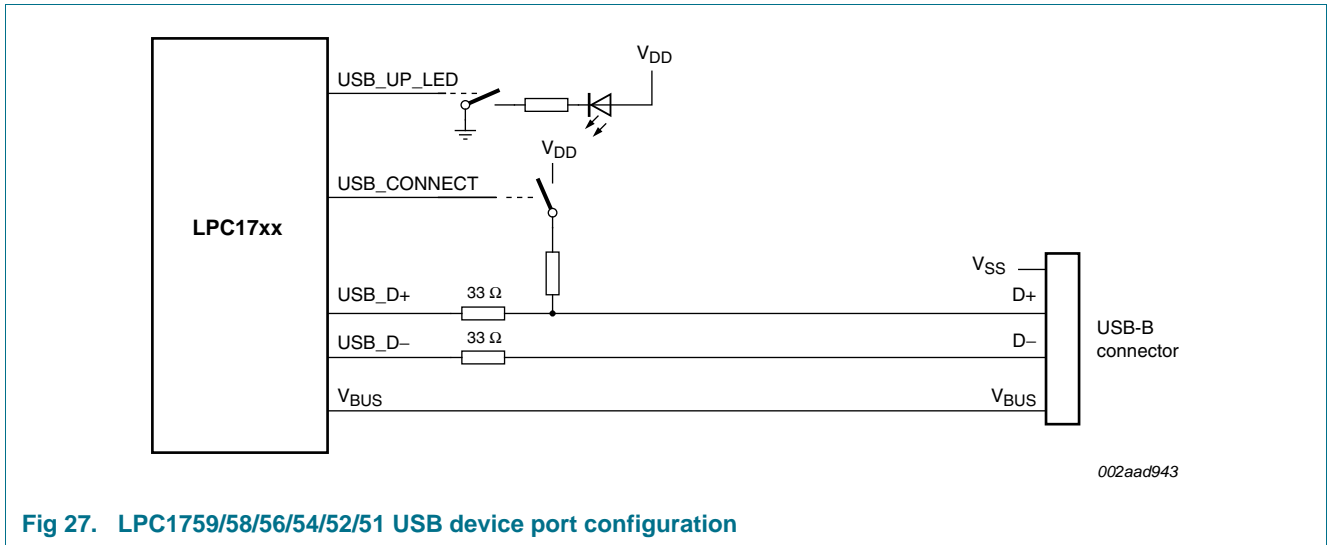 V_DD
USB_UP_LED
V_DD
USB_CONNECT
LPC17xx
V_SS
USB_D+ 33 Ω D+
USB-B
connector
USB_D− 33 Ω D−
V_BUS V_BUS
002aad943
Fig 27. LPC1759/58/56/54/52/51 USB device port configuration